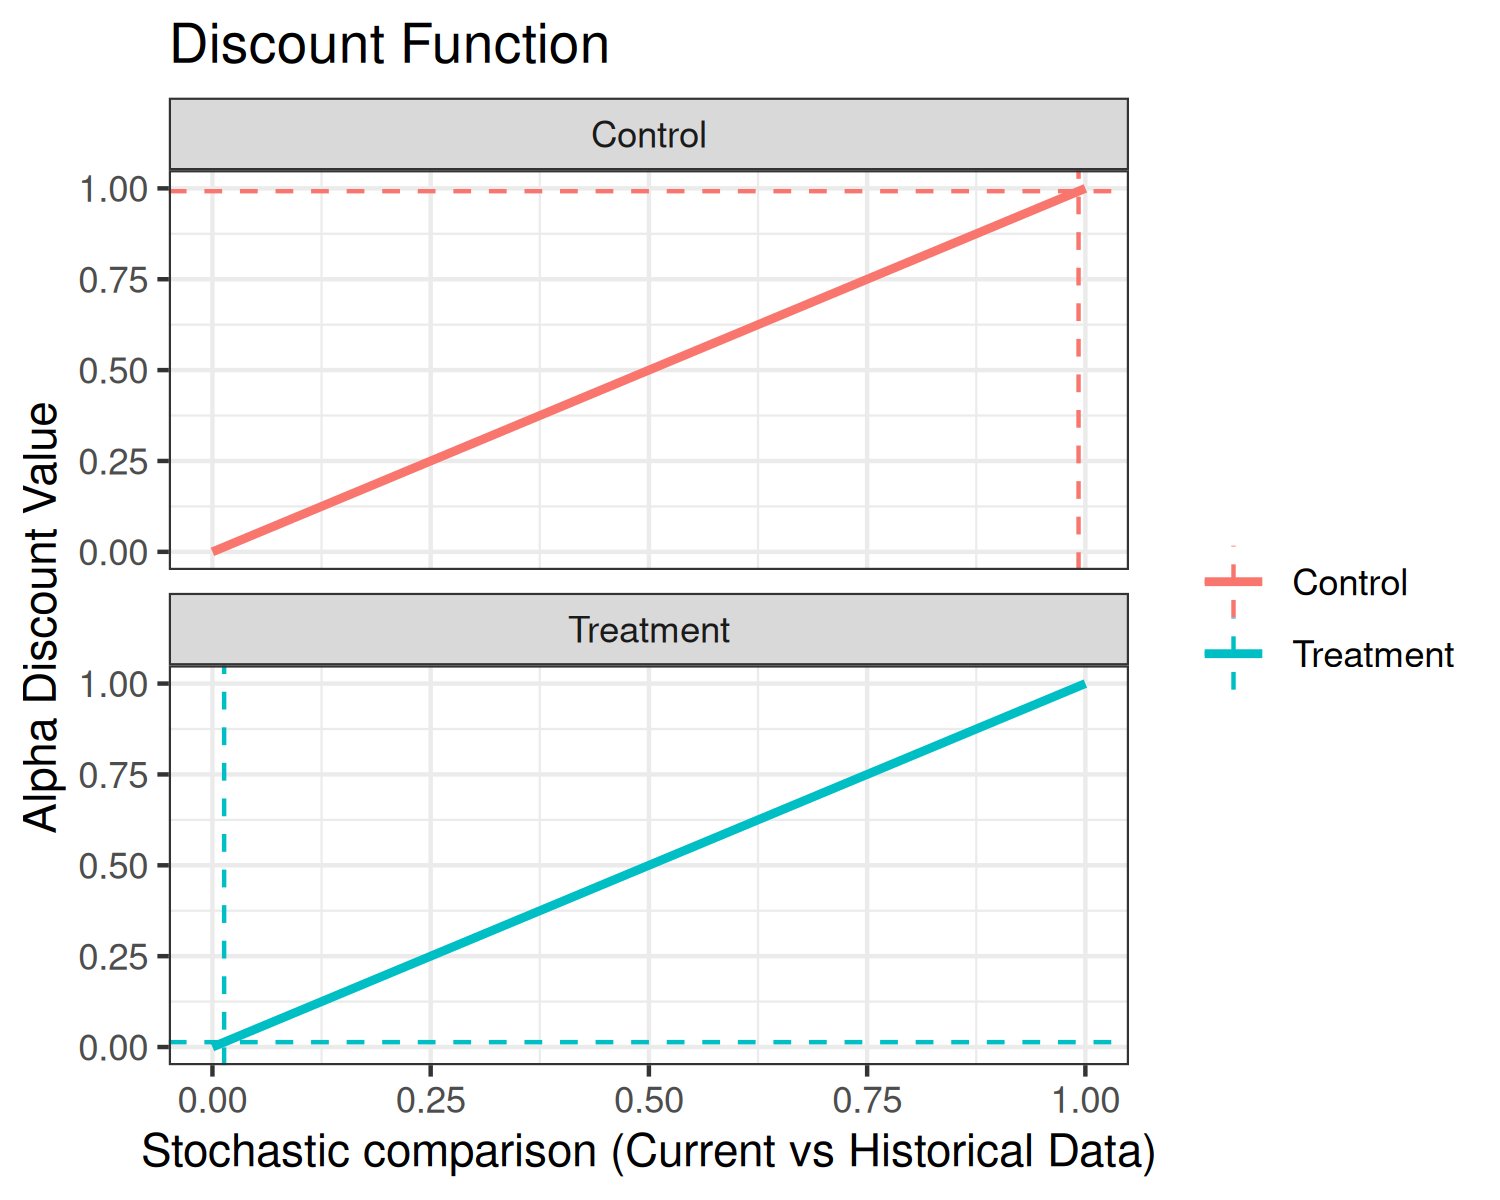 Discount Function
Control
1.00
0.75
0.50
0.25
0.00
Treatment
1.00
0.75
0.50
0.25
0.00
0.00 0.25 0.50 0.75 1.00
Stochastic comparison (Current vs Historical Data)
Alpha Discount Value
Control
Treatment